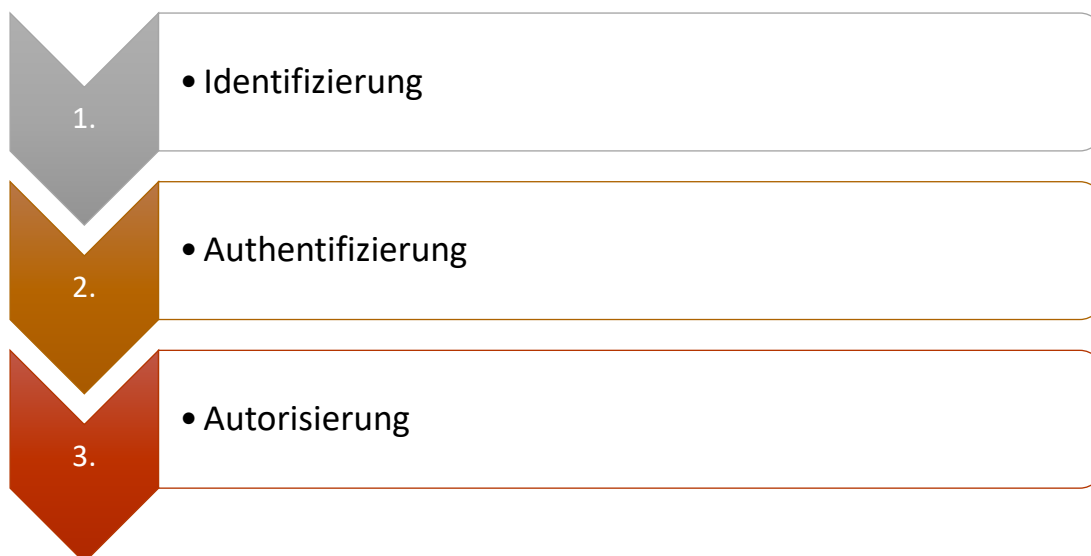 1.
• Identifizierung
2.
• Authentifizierung
3.
• Autorisierung